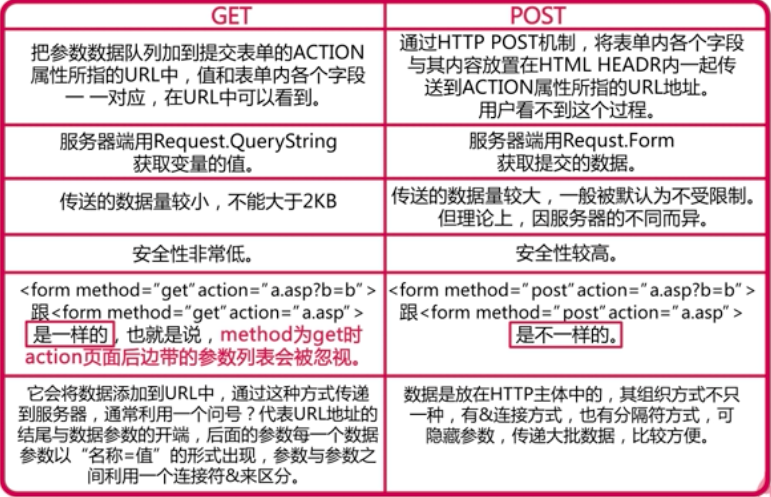 GET
POST
把参数数据队列加到提交表单的ACTION
属性所指的URL中，值和表单内各个字段
一 一对应，在URL中可以看到。
通过HTTP POST机制，将表单内各个字段
与其内容放置在HTML HEADR内一起传
送到ACTION属性所指的URL地址。
用户看不到这个过程。
服务器端用Request.QueryString
获取变量的值。
服务器端用Requst.Form
获取提交的数据。
传送的数据量较小，不能大于2KB
传送的数据量较大，一般被默认为不受限制。
但理论上，因服务器的不同而异。
安全性非常低。
安全性较高。
<form method="get"action="a.asp?b=b">
跟<form method="get"action="a.asp">
是一样的，也就是说，method为get时
action页面后边带的参数列表会被忽视。
<form method="post"action="a.asp?b=b">
跟<form method="post"action="a.asp">
是不一样的。
它会将数据添加到URL中，通过这种方式传递
到服务器，通常利用一个问号？代表URL地址的
结尾与数据参数的开端，后面的参数每一个数据
参数以“名称=值”的形式出现，参数与参数之
间利用一个连接符&来区分。
数据是放在HTTP主体中的，其组织方式不只
一种，有&连接方式，也有分隔符方式，可
隐藏参数，传递大批数据，比较方便。